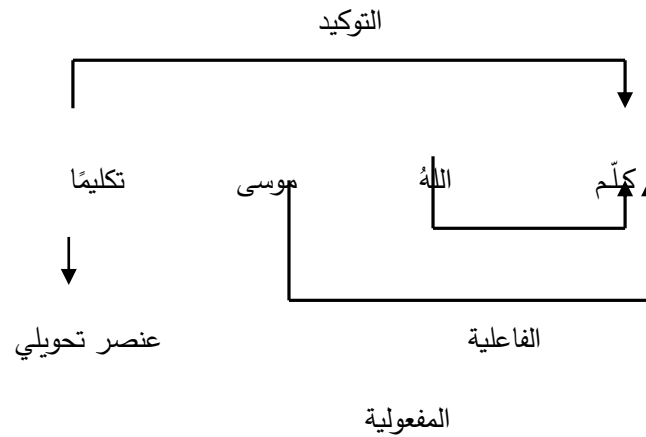 التوكيد
كلّم اللهُ موسى تكليمًا
الفاعلية عنصر تحويلي
المفعولية